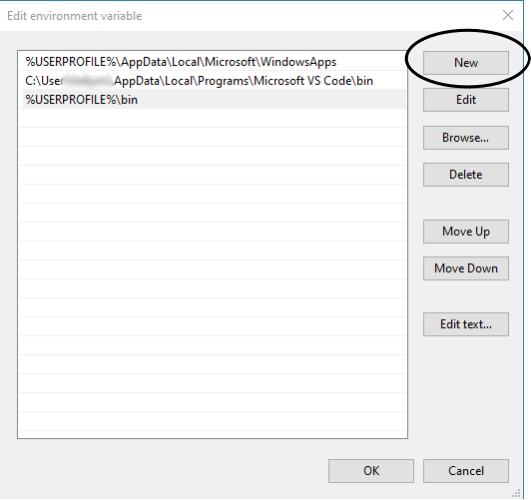 Edit environment variable
%USERPROFILE%\AppData\Local\Microsoft\WindowsApps
C:\User AppData\Local\Programs\Microsoft VS Code\bin
%USERPROFILE%\bin
New
Edit
Browse...
Delete
Move Up
Move Down
Edit text...
OK
Cancel